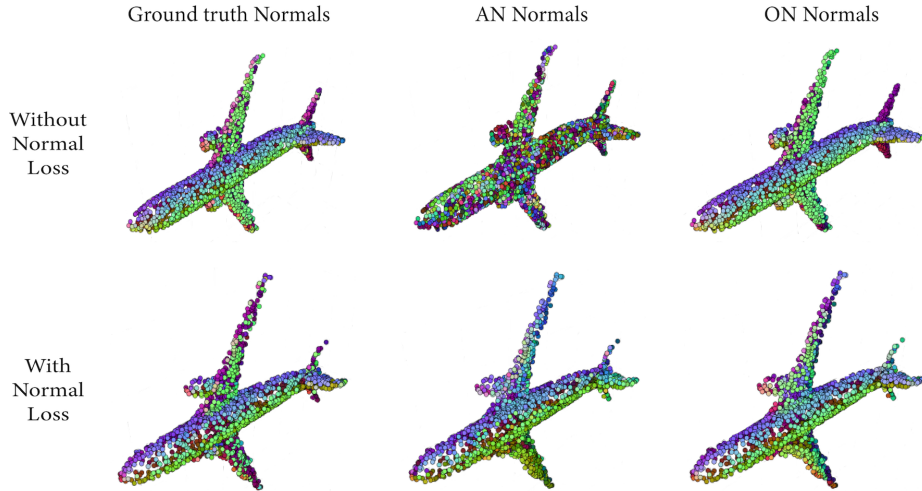 Ground truth Normals
AN Normals
ON Normals
Without
Normal
Loss
With
Normal
Loss